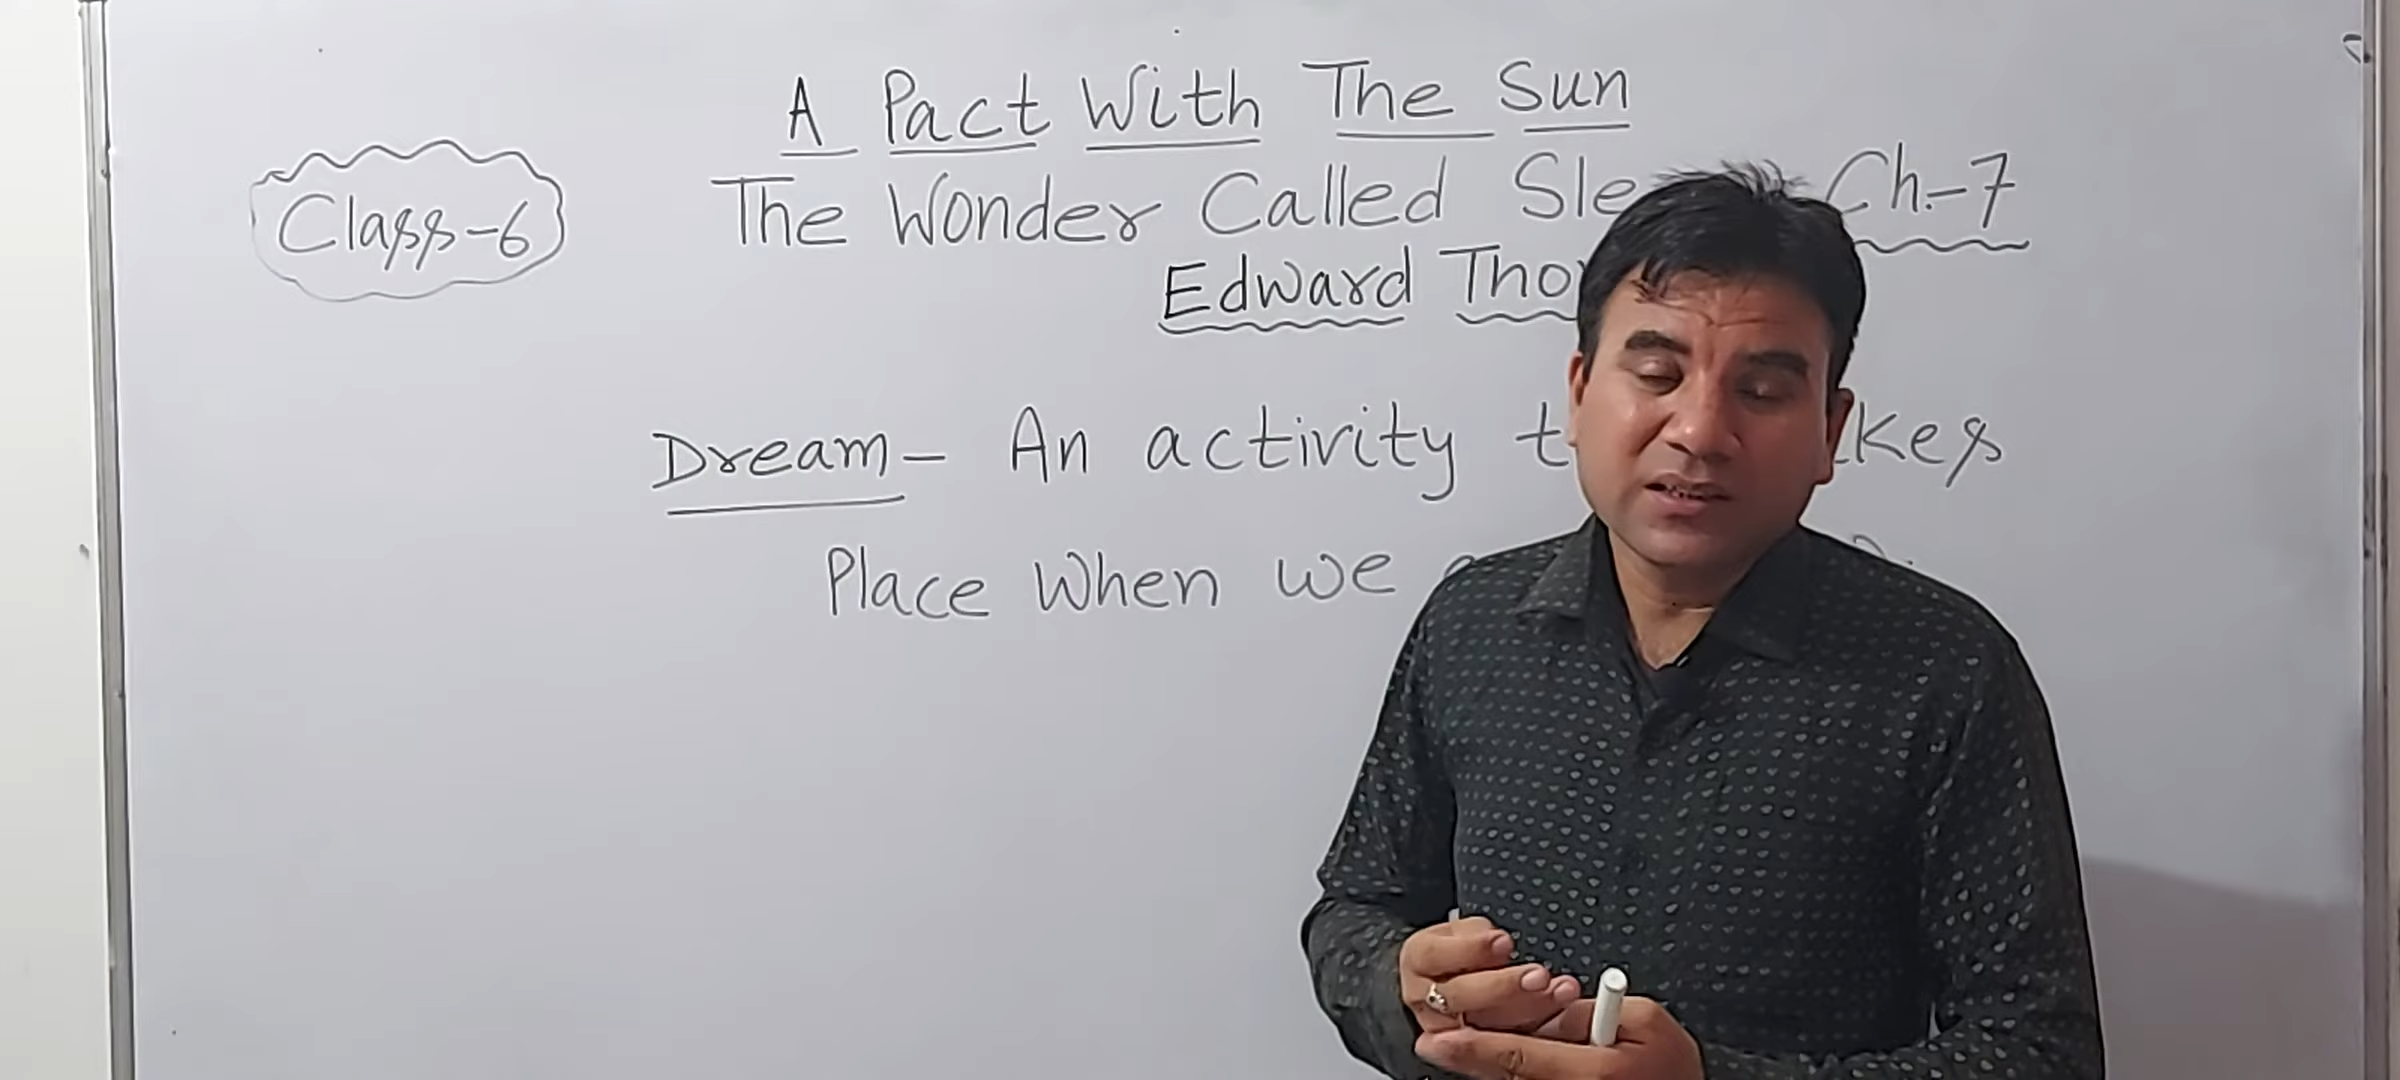 A Pact With The Sun
Class-6
The Wonder Called Sle Ch.-7
Edward Tho
Dream - An activity t kes
Place When we